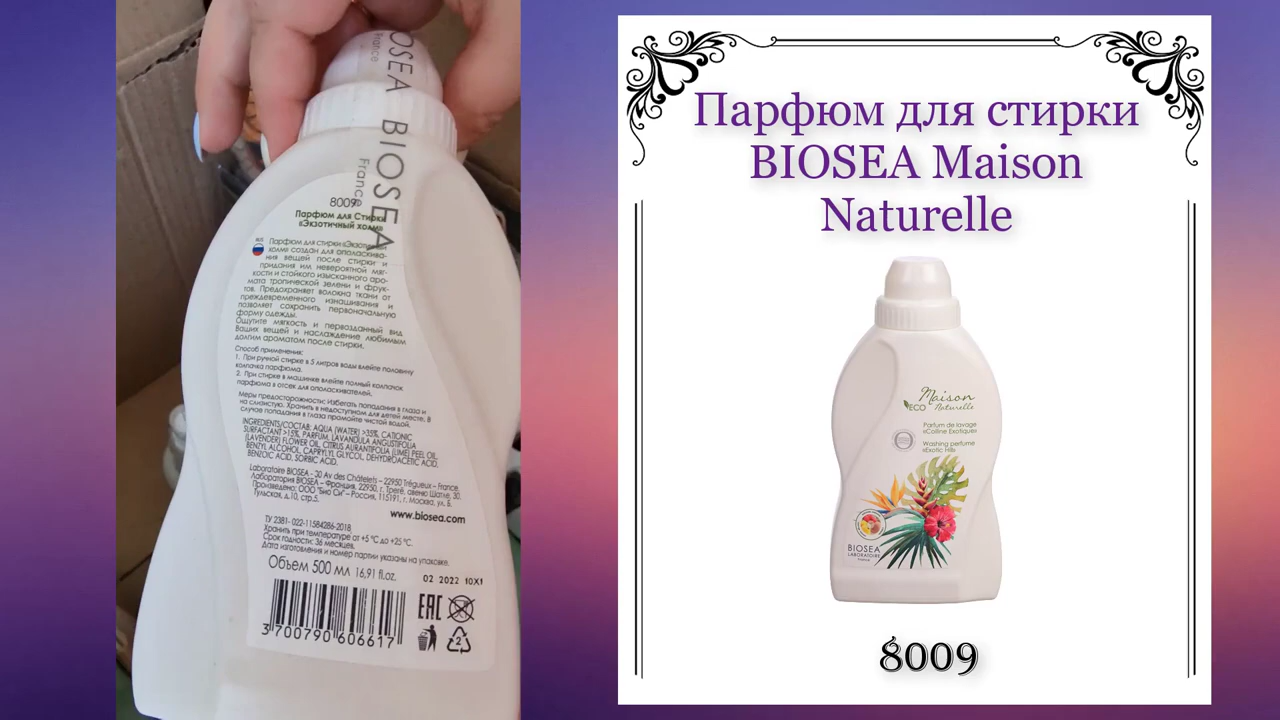 BIOSEA
France
BIOSEA
France
8009
Парфюм для Стирки
«Экзотичный холм»
RUS
Парфюм для стирки «Экзотичный
холм» создан для ополаскива-
ния вещей после стирки и
придания им невероятной мяг-
кости и стойкого изысканного аро-
мата тропической зелени и фрук-
тов. Предохраняет волокна ткани от
преждевременного изнашивания и
позволяет сохранить первоначальную
форму одежды.
Ощутите мягкость и первозданный вид
Ваших вещей и наслаждение любимым
долгим ароматом после стирки.
Способ применения:
1. При ручной стирке в 5 литров воды влейте половину
колпачка парфюма.
2. При стирке в машинке влейте полный колпачок
парфюма в отсек для ополаскивателей.
Меры предосторожности: Избегать попадания в глаза и
на слизистую. Хранить в недоступном для детей месте. В
случае попадания в глаза промойте чистой водой.
INGREDIENTS/СОСТАВ: AQUA (WATER) >35%, CATIONIC
SURFACTANT >15%, PARFUM, LAVANDULA ANGUSTIFOLIA
(LAVENDER) FLOWER OIL, CITRUS AURANTIFOLIA (LIME) PEEL OIL,
BENZYL ALCOHOL, CAPRYLYL GLYCOL, DEHYDROACETIC ACID,
BENZOIC ACID, SORBIC ACID.
Laboratoire BIOSEA - 30 Av des Châtelets – 22950 Trégueux – France.
Лаборатория BIOSEA – Франция, 22950, г. Трегё, авеню Шатле, 30.
Произведено: ООО "Био Си" – Россия, 115191, г. Москва, ул. Б.
Тульская, д.10, стр.5.
www.biosea.com
ТУ 2381- 022-11584286-2018
Хранить при температуре от +5 °С до +25 °С.
Срок годности: 36 месяцев.
Дата изготовления и номер партии указаны на упаковке.
Объем 500 мл 16,91 fl.oz.
02 2022 10X1
EAC
2
3 700790 606617
Парфюм для стирки
BIOSEA Maison
Naturelle
Maison
ECO Naturelle
Parfum de lavage
«Colline Exotique»
Washing perfume
«Exotic Hill»
BIOSEA
LABORATOIRE
8009